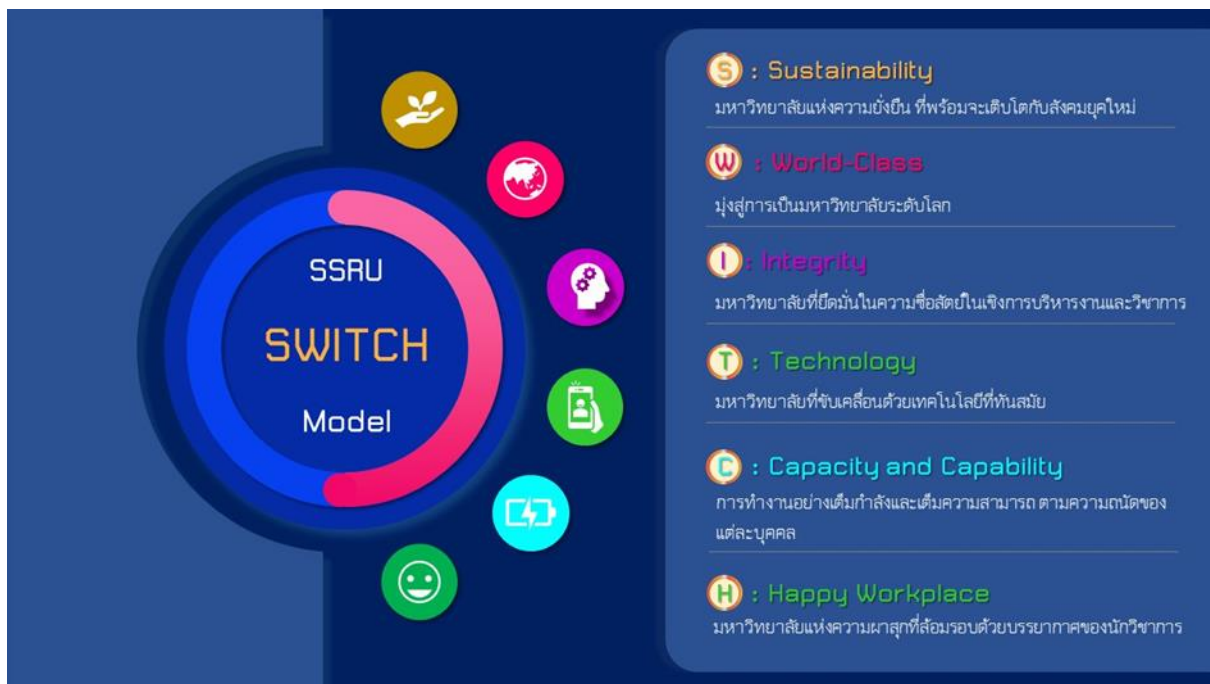 SSRU
SWITCH
Model
S : Sustainability
มหาวิทยาลัยแห่งความยั่งยืน ที่พร้อมจะเติบโตกับสังคมยุคใหม่
W : World-Class
มุ่งสู่การเป็นมหาวิทยาลัยระดับโลก
I : Integrity
มหาวิทยาลัยที่ยึดมั่นในความซื่อสัตย์ในเชิงการบริหารงานและวิชาการ
T : Technology
มหาวิทยาลัยที่ขับเคลื่อนด้วยเทคโนโลยีที่ทันสมัย
C : Capacity and Capability
การทำงานอย่างเต็มกำลังและเต็มความสามารถ ตามความถนัดของ
แต่ละบุคคล
H : Happy Workplace
มหาวิทยาลัยแห่งความผาสุกที่ล้อมรอบด้วยบรรยากาศของนักวิชาการ